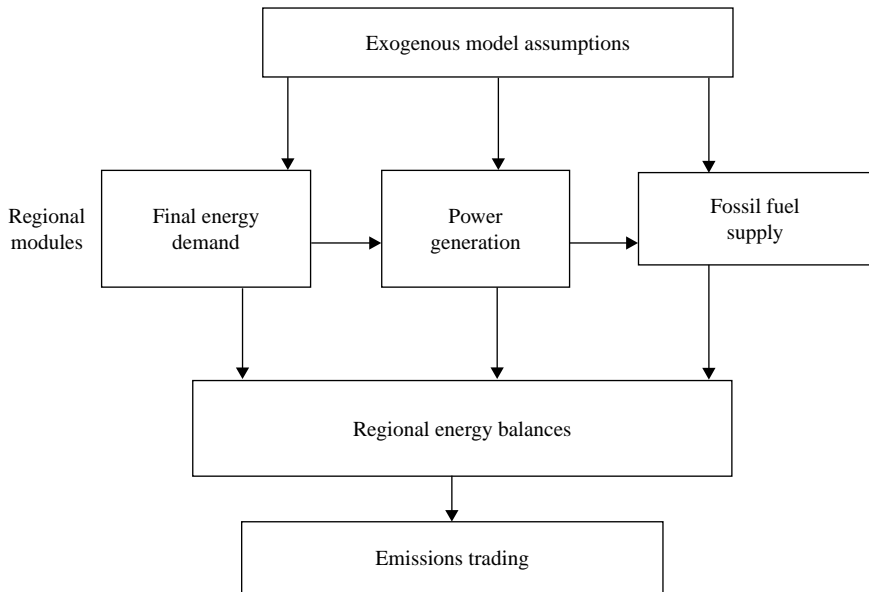 Exogenous model assumptions
Regional
modules
Final energy
demand
Power
generation
Fossil fuel
supply
Regional energy balances
Emissions trading